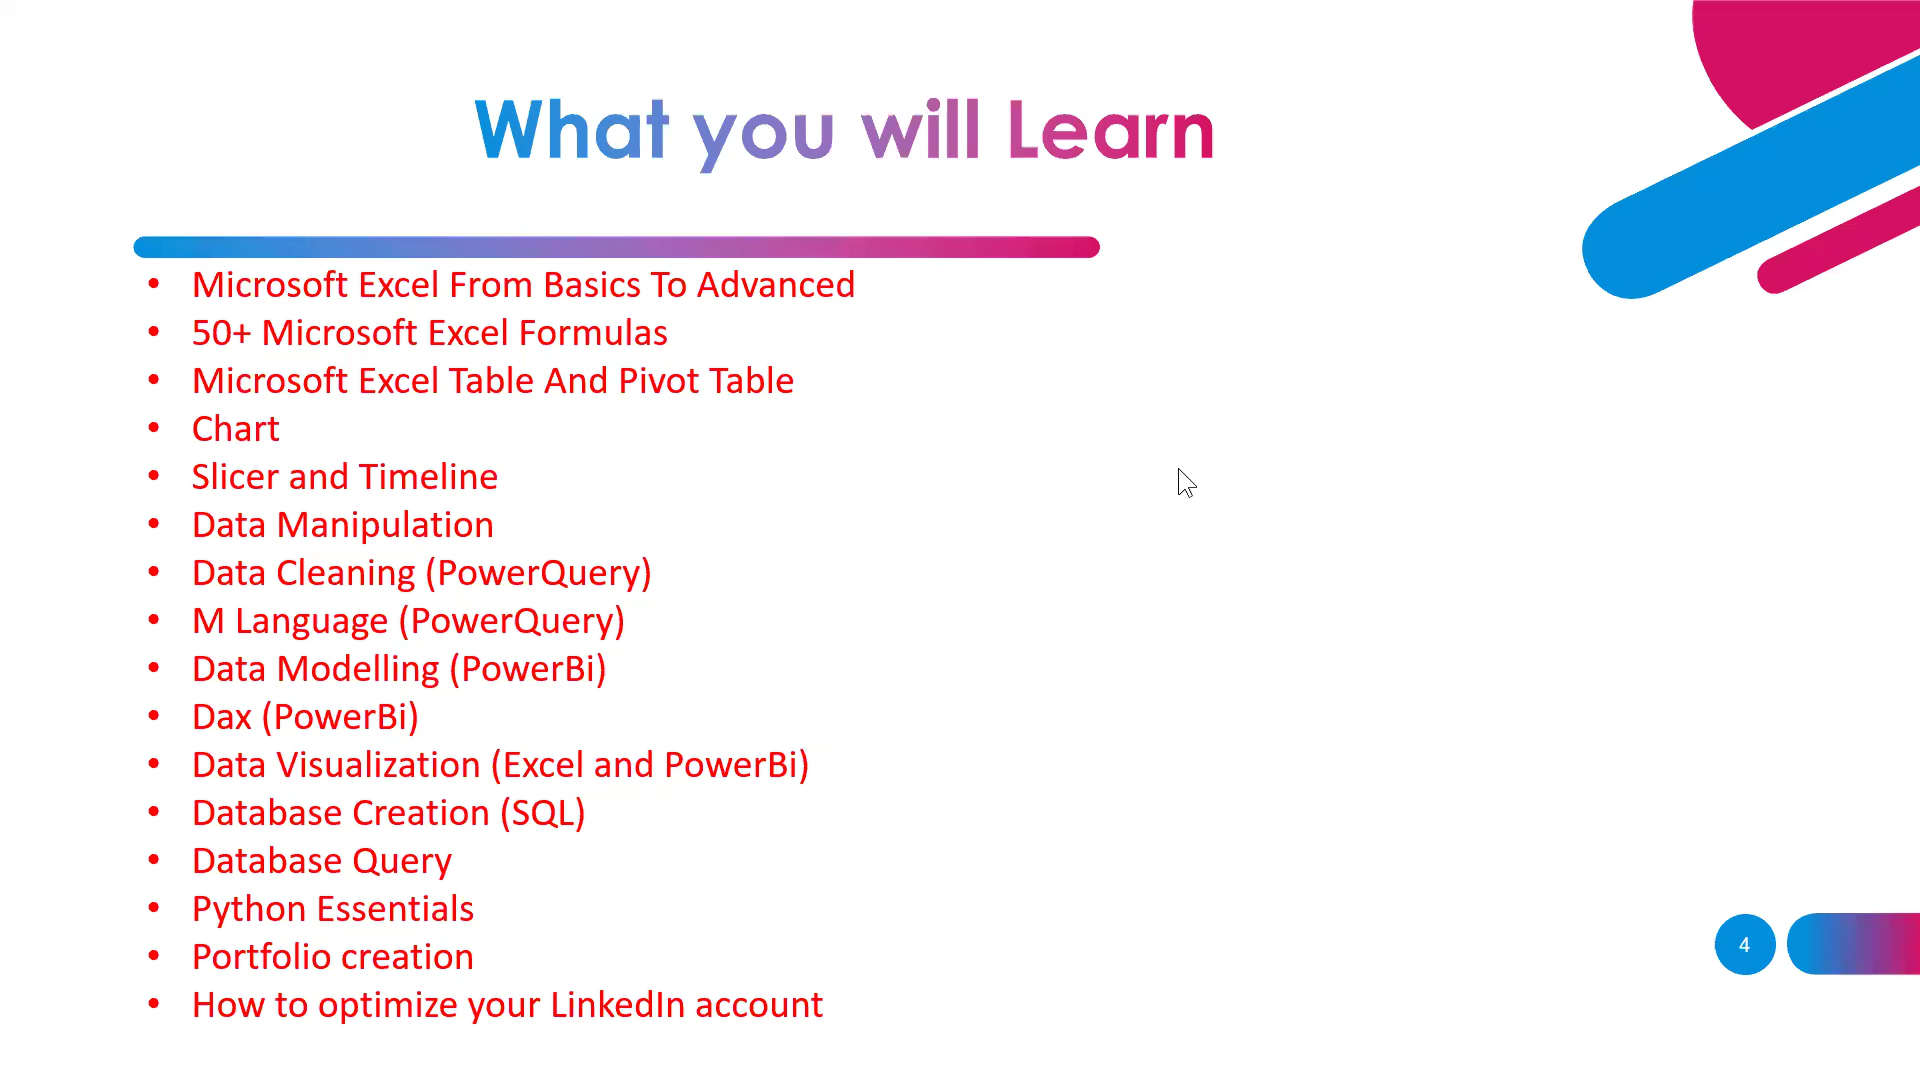 What you will Learn
• Microsoft Excel From Basics To Advanced
• 50+ Microsoft Excel Formulas
• Microsoft Excel Table And Pivot Table
• Chart
• Slicer and Timeline
• Data Manipulation
• Data Cleaning (PowerQuery)
• M Language (PowerQuery)
• Data Modelling (PowerBi)
• Dax (PowerBi)
• Data Visualization (Excel and PowerBi)
• Database Creation (SQL)
• Database Query
• Python Essentials
• Portfolio creation
• How to optimize your LinkedIn account
4